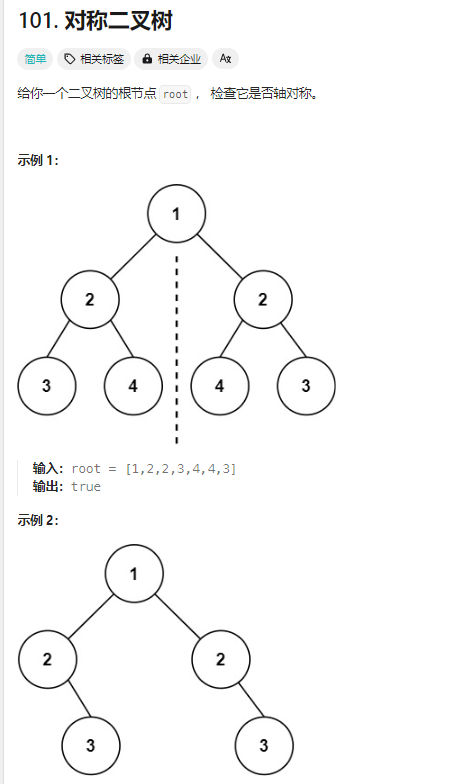 101. 对称二叉树
简单 相关标签 相关企业 Aあ
给你一个二叉树的根节点 root ， 检查它是否轴对称。
示例 1：
1
2 2
3 4 4 3
输入：root = [1,2,2,3,4,4,3]
输出：true
示例 2：
1
2 2
3 3